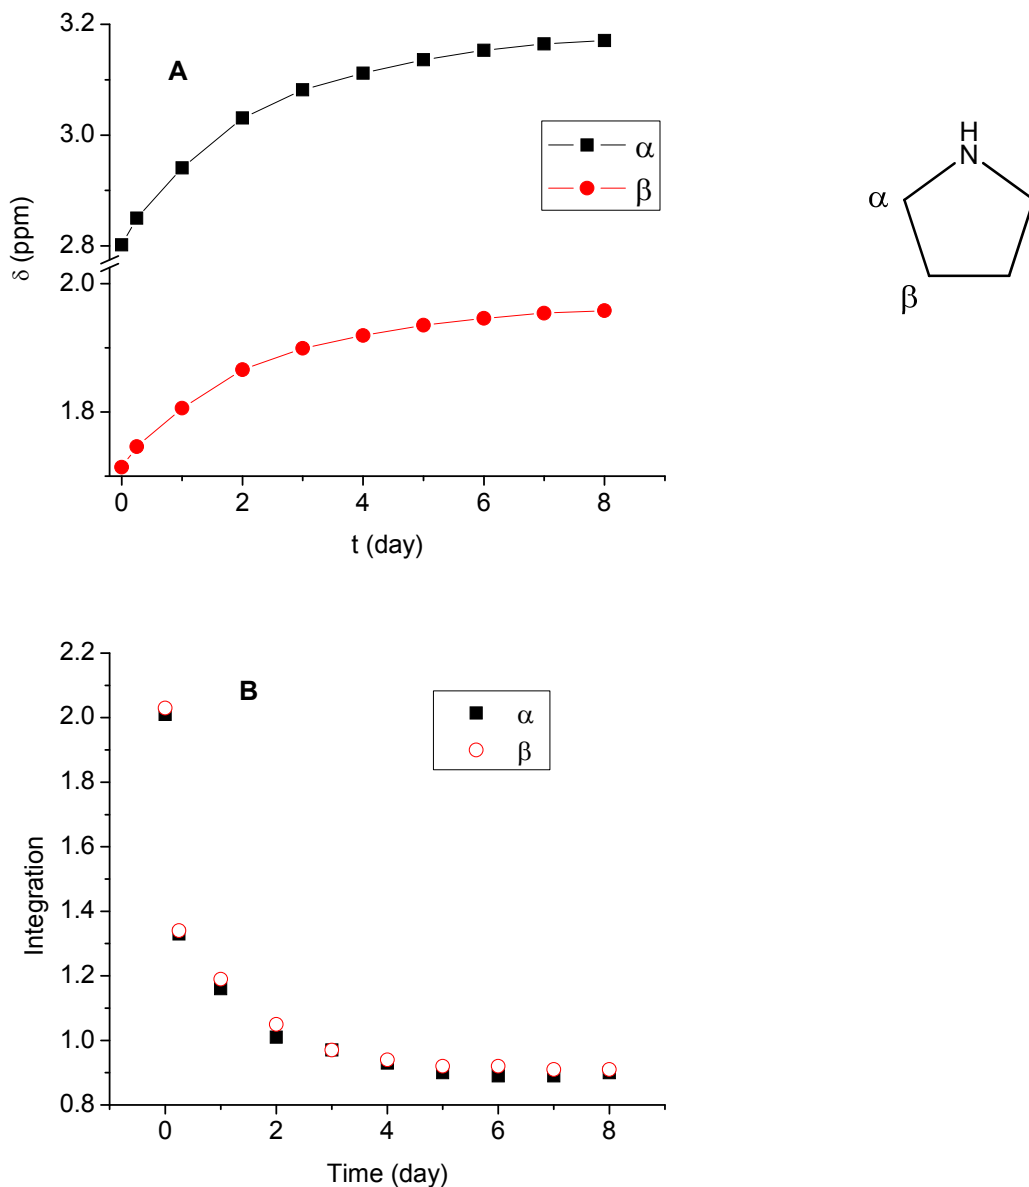 3.2
3.0
2.8
2.0
1.8
δ (ppm)
A
α
β
0
2
4
6
8
t (day)
H
N
α
β
2.2
2.0
1.8
1.6
1.4
1.2
1.0
0.8
Integration
B
α
β
0
2
4
6
8
Time (day)